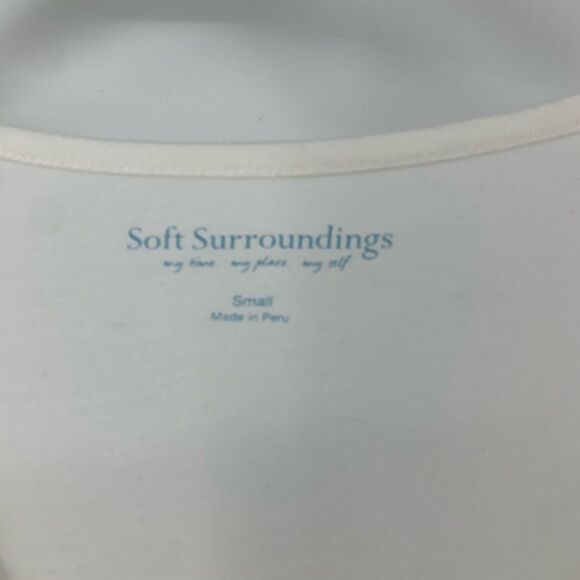 Soft Surroundings
my time. my place. my self.
Small
Made in Peru